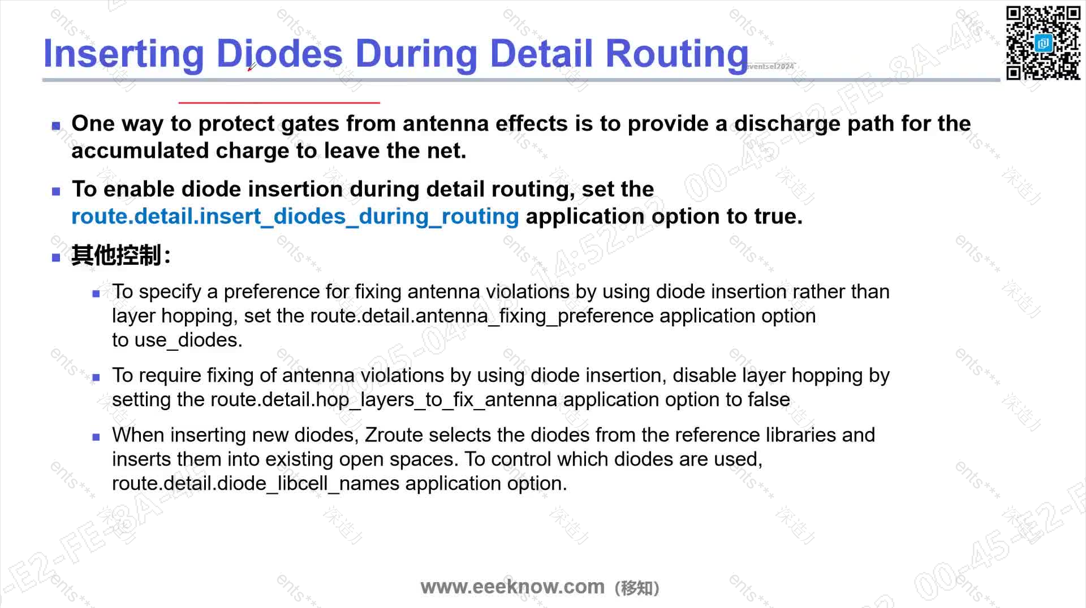 Inserting Diodes During Detail Routing
One way to protect gates from antenna effects is to provide a discharge path for the
accumulated charge to leave the net.
To enable diode insertion during detail routing, set the
route.detail.insert_diodes_during_routing application option to true.
其他控制：
To specify a preference for fixing antenna violations by using diode insertion rather than
layer hopping, set the route.detail.antenna_fixing_preference application option
to use_diodes.
To require fixing of antenna violations by using diode insertion, disable layer hopping by
setting the route.detail.hop_layers_to_fix_antenna application option to false
When inserting new diodes, Zroute selects the diodes from the reference libraries and
inserts them into existing open spaces. To control which diodes are used,
route.detail.diode_libcell_names application option.
www.eeeknow.com（移知）